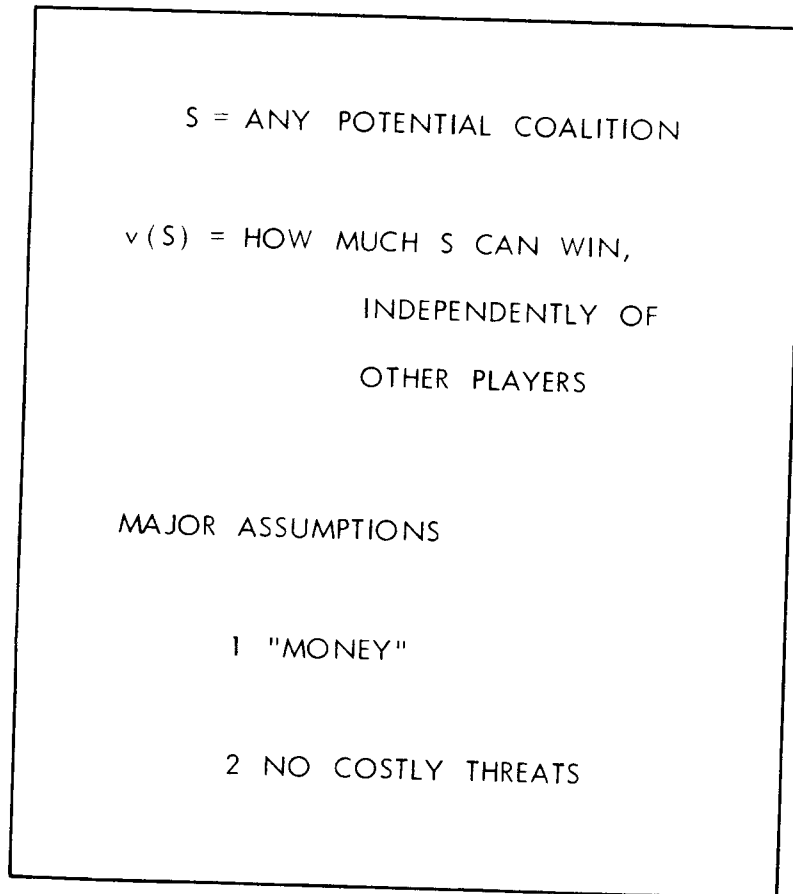 S = ANY POTENTIAL COALITION
v(S) = HOW MUCH S CAN WIN,
INDEPENDENTLY OF
OTHER PLAYERS
MAJOR ASSUMPTIONS
1 "MONEY"
2 NO COSTLY THREATS